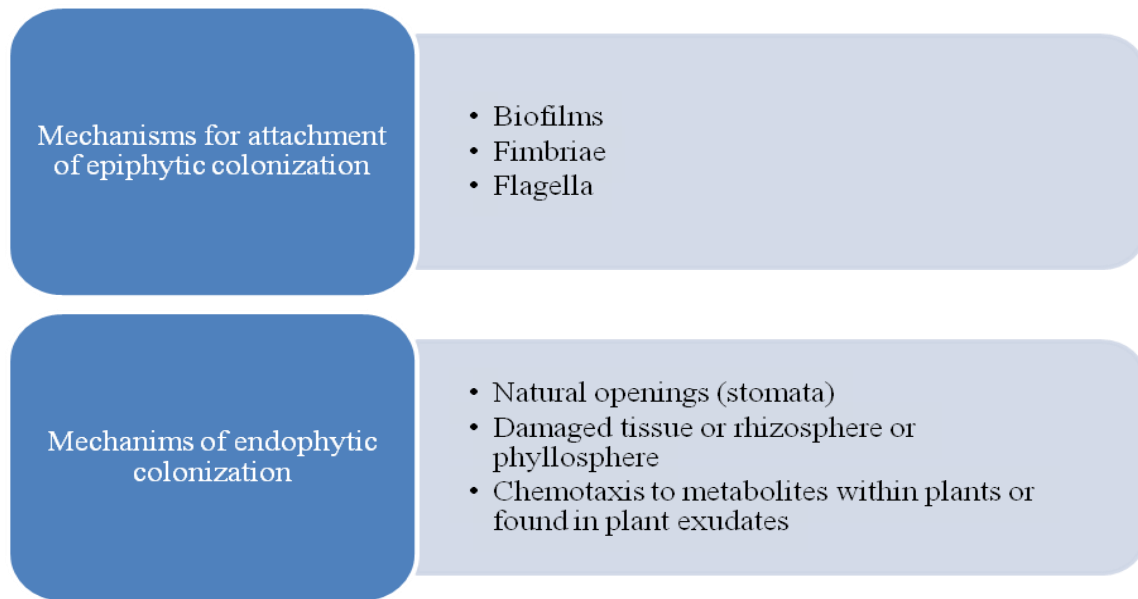 Mechanisms for attachment
of epiphytic colonization
• Biofilms
• Fimbriae
• Flagella
Mechanims of endophytic
colonization
• Natural openings (stomata)
• Damaged tissue or rhizosphere or
phyllosphere
• Chemotaxis to metabolites within plants or
found in plant exudates